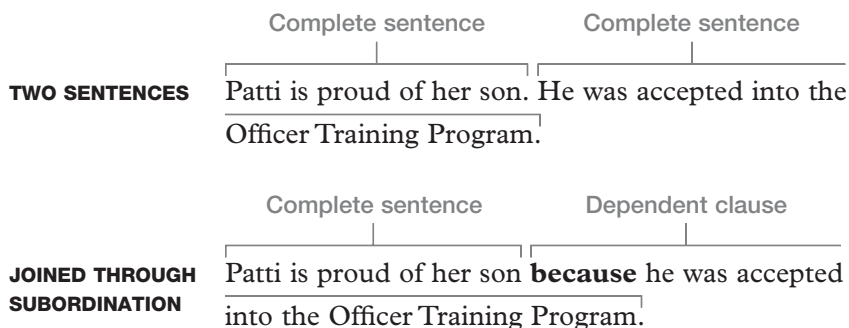 Complete sentence Complete sentence
TWO SENTENCES Patti is proud of her son. He was accepted into the
Officer Training Program.
Complete sentence Dependent clause
JOINED THROUGH Patti is proud of her son because he was accepted
SUBORDINATION into the Officer Training Program.